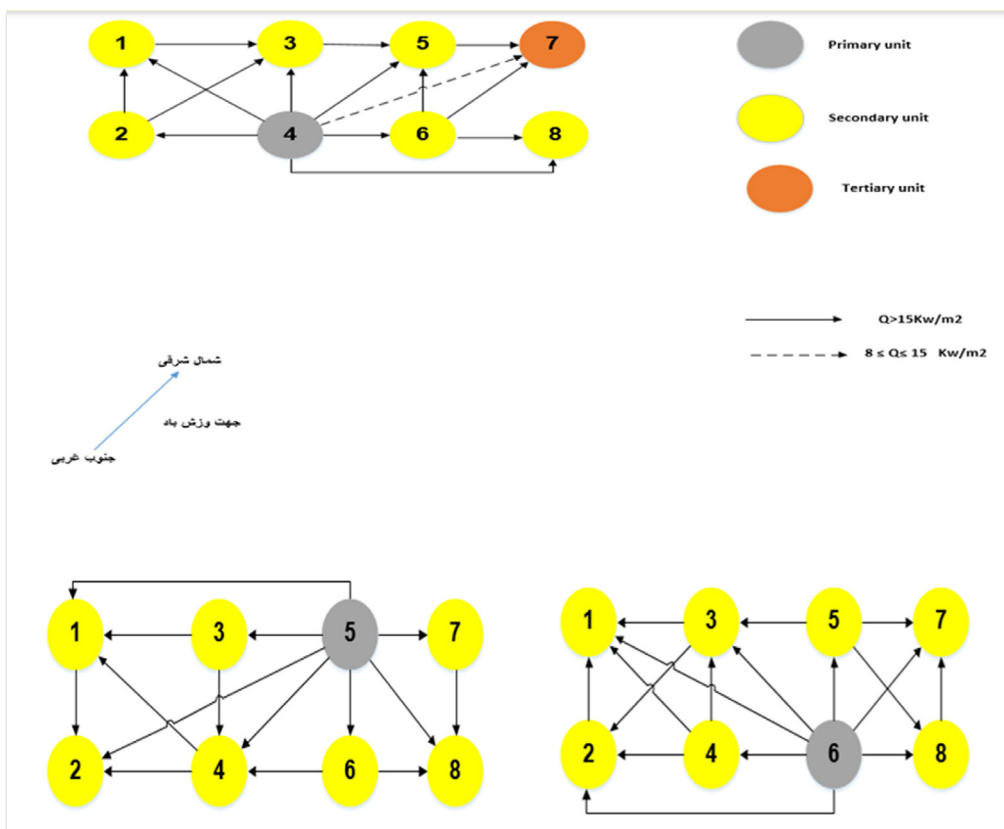 1 3 5 7
2 4 6 8
Primary unit
Secondary unit
Tertiary unit
Q>15Kw/m2
8 ≤ Q≤ 15 Kw/m2
شمال شرقی
جهت وزش باد
جنوب غربی
1 3 5 7
2 4 6 8
1 3 5 7
2 4 6 8